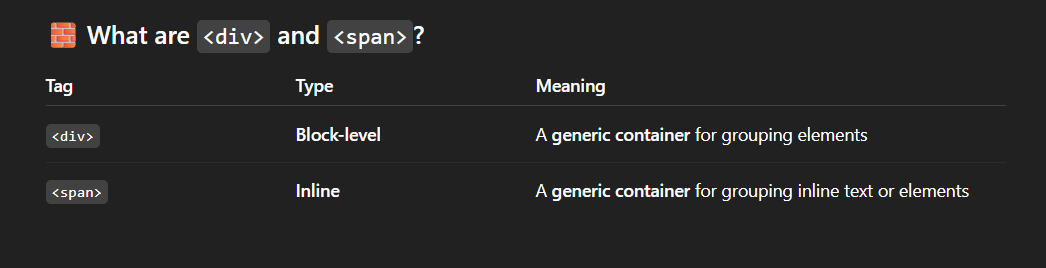 🧱 What are <div> and <span>?
Tag Type Meaning
<div> Block-level A generic container for grouping elements
<span> Inline A generic container for grouping inline text or elements